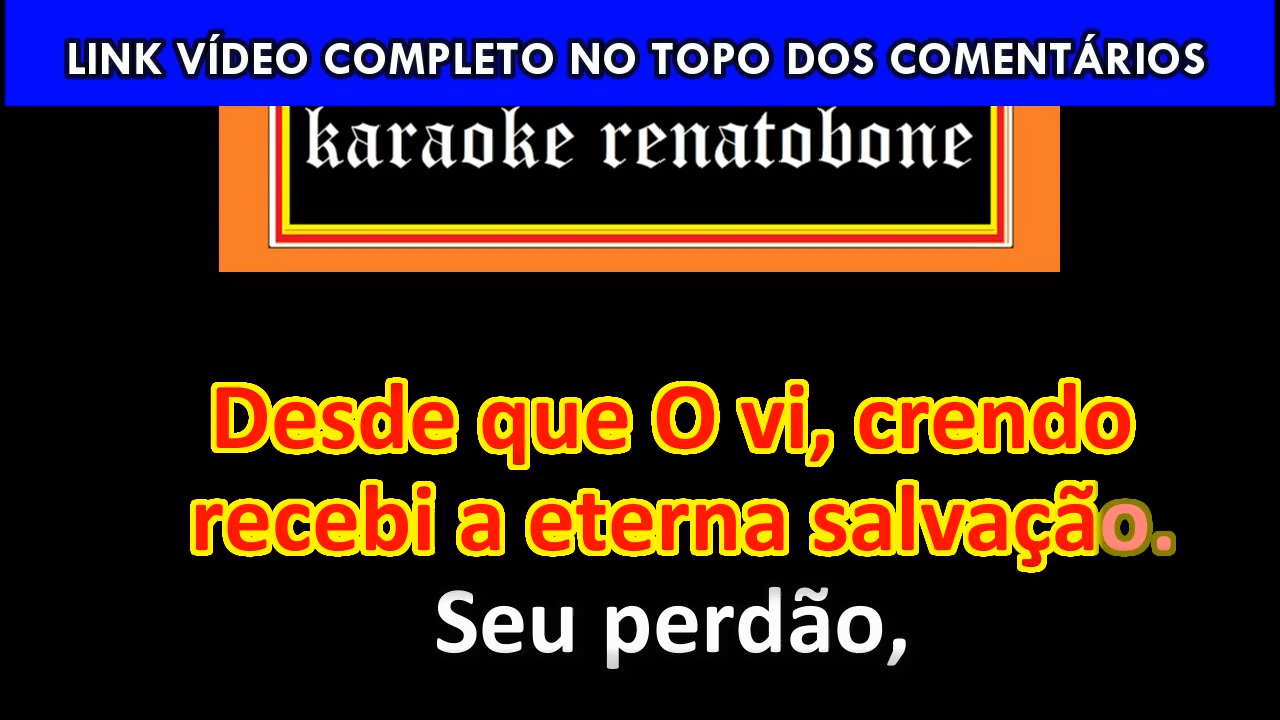 LINK VÍDEO COMPLETO NO TOPO DOS COMENTÁRIOS
karaoke renatobone
Desde que O vi, crendo
recebi a eterna salvação.
Seu perdão,